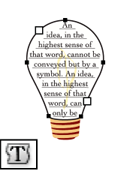 An
idea, in the
highest sense of
that word, cannot be
conveyed but by a
symbol. An idea,
in the highest
sense of that
word, can
only be
T